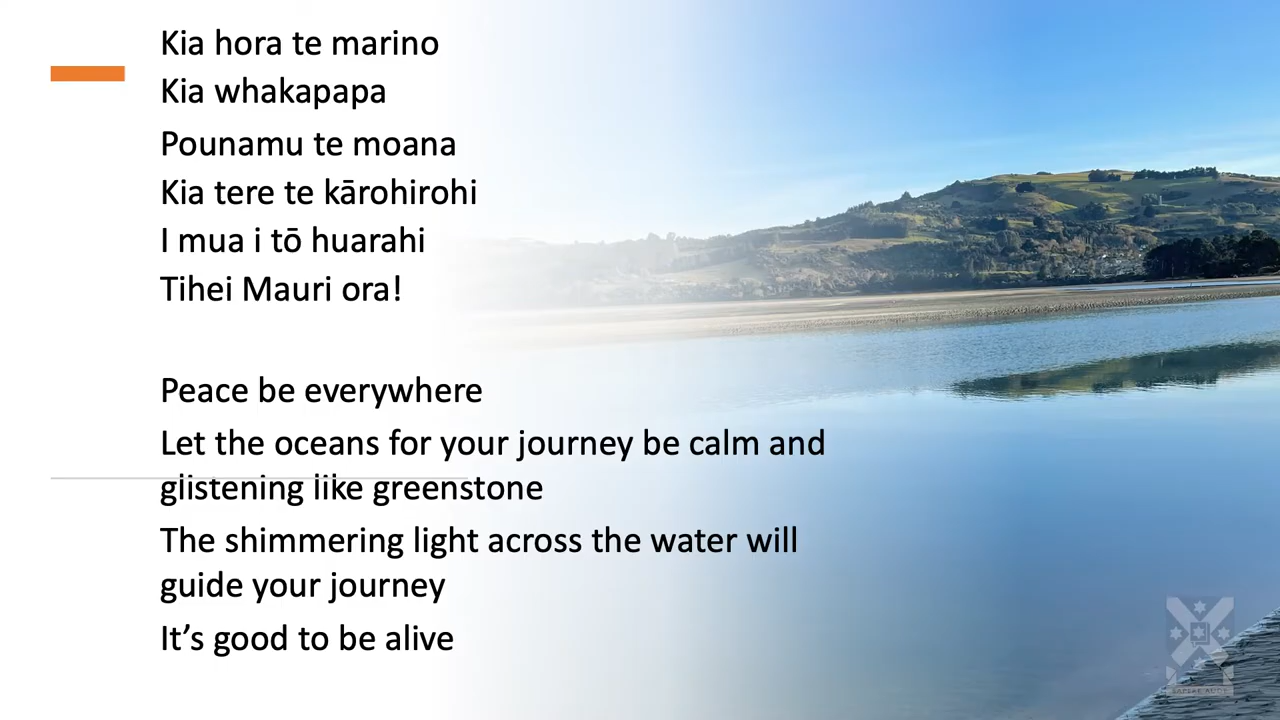 Kia hora te marino
Kia whakapapa
Pounamu te moana
Kia tere te kārohirohi
I mua i tō huarahi
Tihei Mauri ora!
Peace be everywhere
Let the oceans for your journey be calm and
glistening like greenstone
The shimmering light across the water will
guide your journey
It’s good to be alive
SAPERE AUDE